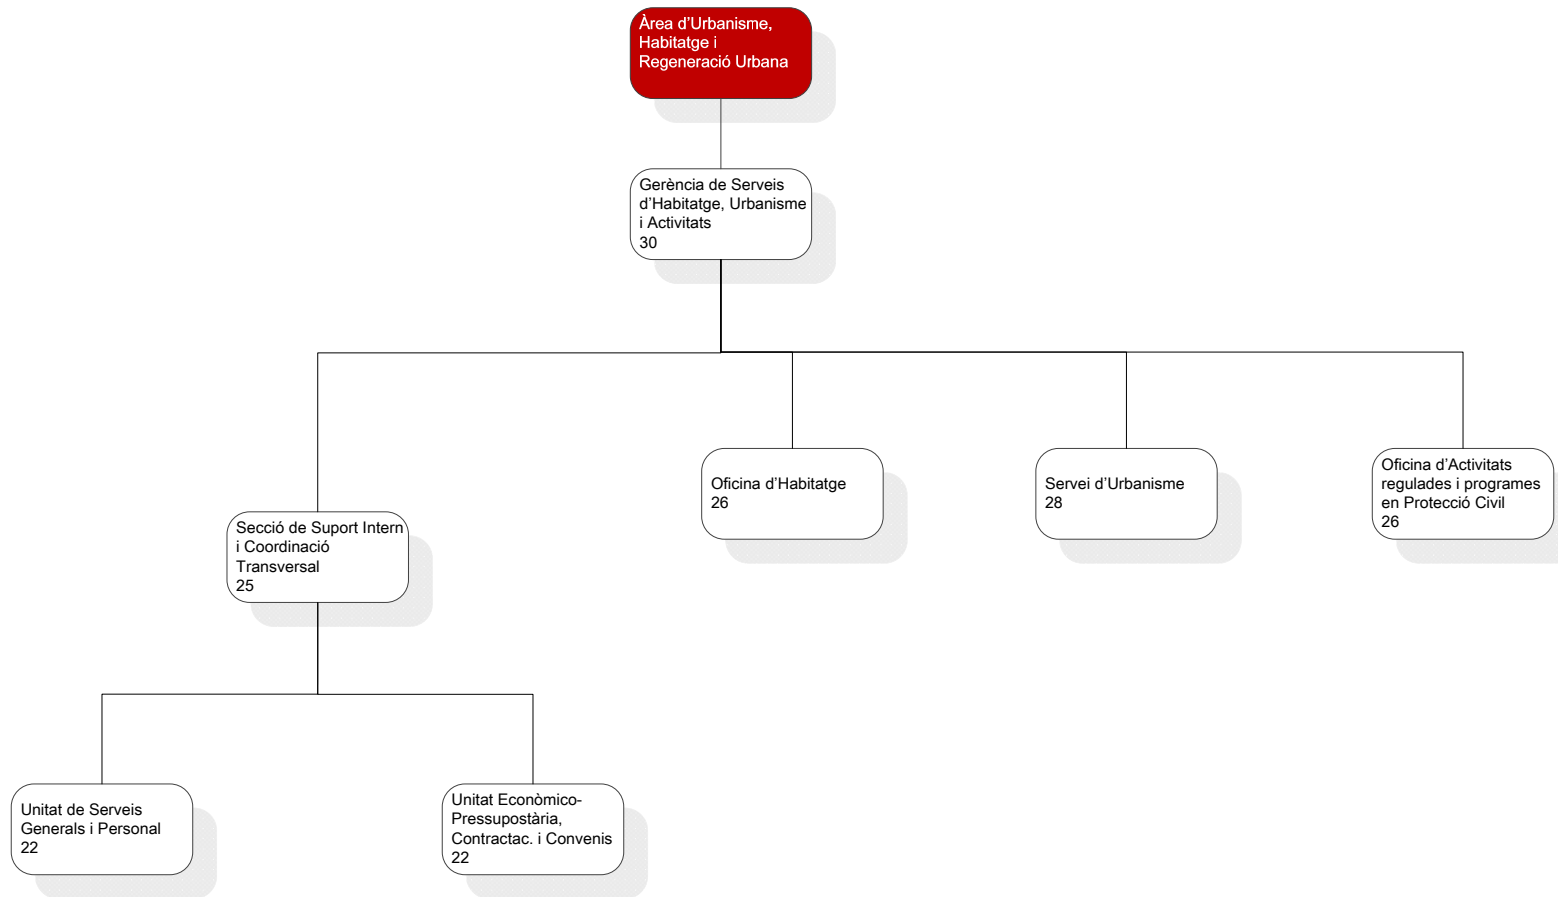 Àrea d’Urbanisme,
Habitatge i
Regeneració Urbana
Gerència de Serveis
d’Habitatge, Urbanisme
i Activitats
30
Oficina d’Habitatge
26
Servei d’Urbanisme
28
Oficina d’Activitats
regulades i programes
en Protecció Civil
26
Secció de Suport Intern
i Coordinació
Transversal
25
Unitat de Serveis
Generals i Personal
22
Unitat Econòmico-
Pressupostària,
Contractac. i Convenis
22